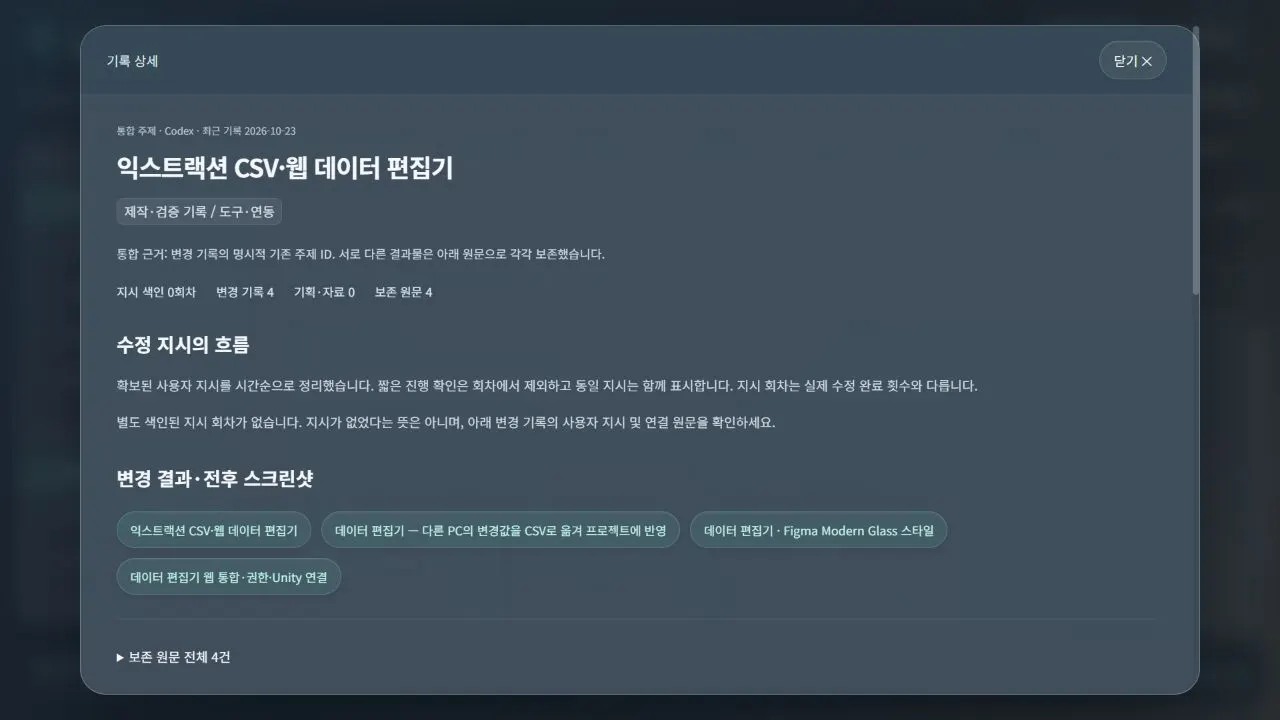 기록 상세
닫기 ×
통합 주제 · Codex · 최근 기록 2026-10-23
익스트랙션 CSV·웹 데이터 편집기
제작·검증 기록 / 도구·연동
통합 근거: 변경 기록의 명시적 기존 주제 ID. 서로 다른 결과물은 아래 원문으로 각각 보존했습니다.
지시 색인 0회차 변경 기록 4 기획·자료 0 보존 원문 4
수정 지시의 흐름
확보된 사용자 지시를 시간순으로 정리했습니다. 짧은 진행 확인은 회차에서 제외하고 동일 지시는 함께 표시합니다. 지시 회차는 실제 수정 완료 횟수와 다릅니다.
별도 색인된 지시 회차가 없습니다. 지시가 없었다는 뜻은 아니며, 아래 변경 기록의 사용자 지시 및 연결 원문을 확인하세요.
변경 결과·전후 스크린샷
익스트랙션 CSV·웹 데이터 편집기
데이터 편집기 — 다른 PC의 변경값을 CSV로 옮겨 프로젝트에 반영
데이터 편집기 · Figma Modern Glass 스타일
데이터 편집기 웹 통합·권한·Unity 연결
▶ 보존 원문 전체 4건